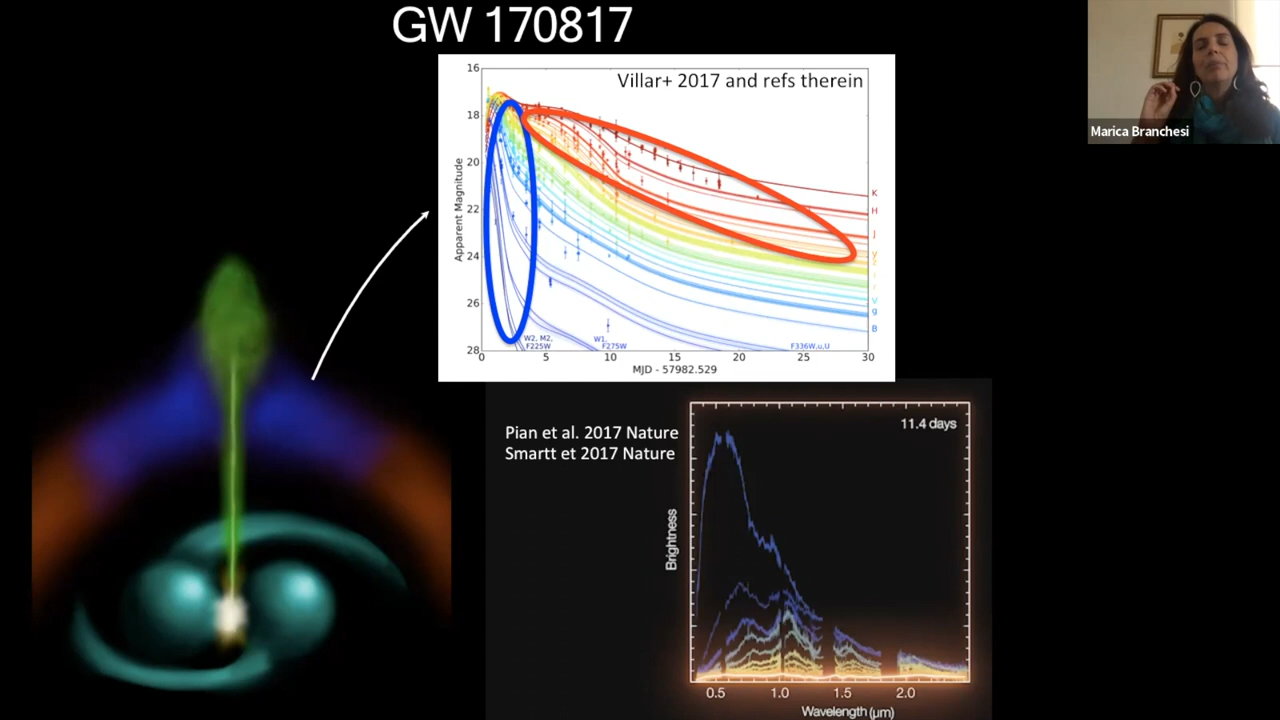 GW 170817
Marica Branchesi
Villar+ 2017 and refs therein
Apparent Magnitude
16
18
20
22
24
26
28
K
H
J
y
z
i
r
V
g
B
W2, M2,
F225W
W1,
F275W
F336W,u,U
0
5
10
15
20
25
30
MJD - 57982.529
Pian et al. 2017 Nature
Smartt et 2017 Nature
11.4 days
Brightness
0.5
1.0
1.5
2.0
Wavelength (μm)